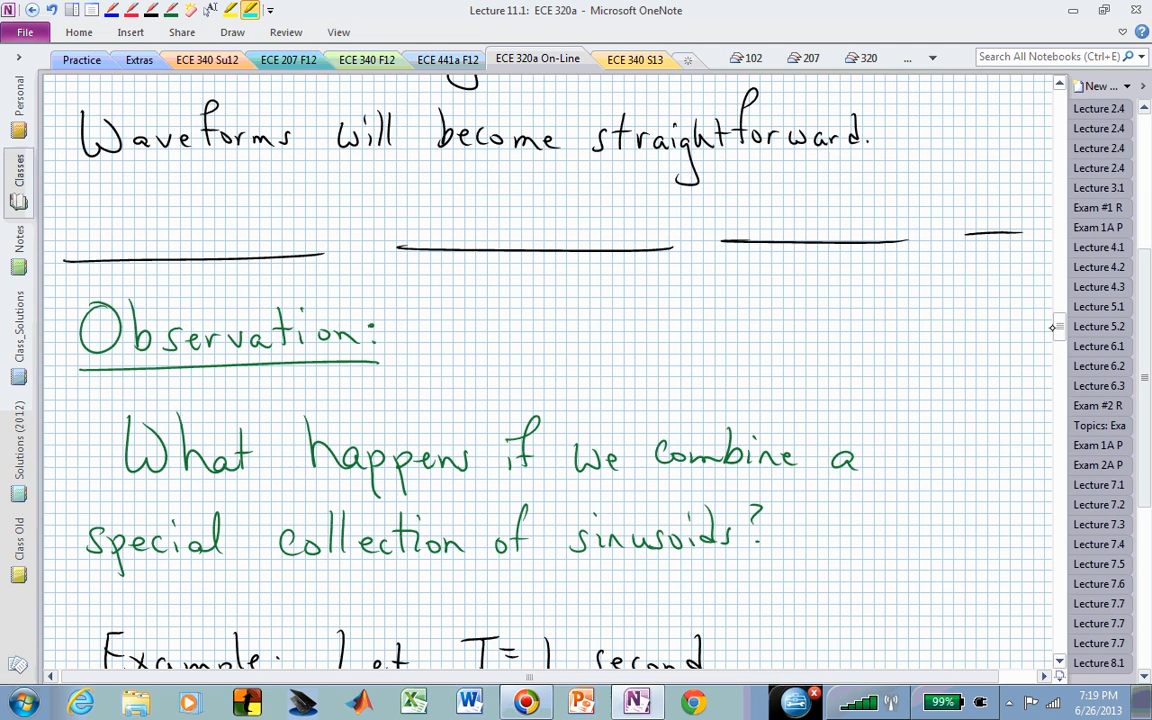 Lecture 11.1: ECE 320a - Microsoft OneNote
File Home Insert Share Draw Review View
Practice Extras ECE 340 Su12 ECE 207 F12 ECE 340 F12 ECE 441a F12 ECE 320a On-Line ECE 340 S13 102 207 320 ... Search All Notebooks (Ctrl+E)
Personal
Classes
Notes
Class_Solutions
Solutions (2012)
Class Old
Waveforms will become straightforward.
Observation:
What happens if we combine a
special collection of sinusoids?
Example: Let T = 1 second
New ...
Lecture 2.4
Lecture 2.4
Lecture 2.4
Lecture 2.4
Lecture 3.1
Exam #1 R
Exam 1A P
Lecture 4.1
Lecture 4.2
Lecture 4.3
Lecture 5.1
Lecture 5.2
Lecture 6.1
Lecture 6.2
Lecture 6.3
Exam #2 R
Topics: Exa
Exam 1A P
Exam 2A P
Lecture 7.1
Lecture 7.2
Lecture 7.3
Lecture 7.4
Lecture 7.5
Lecture 7.6
Lecture 7.7
Lecture 7.7
Lecture 7.7
Lecture 8.1
99%
7:19 PM
6/26/2013